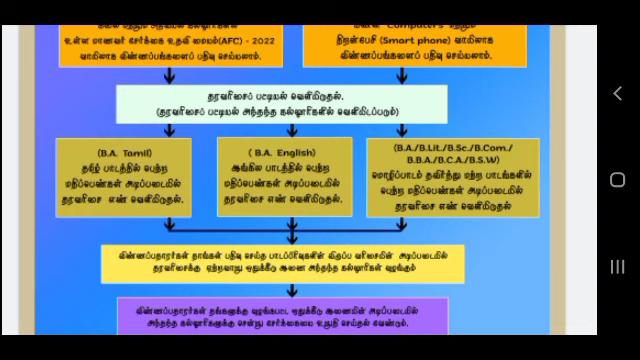 உள்ள மாணவர் சேர்க்கை உதவி மையம்(AFC) - 2022
வாயிலாக விண்ணப்பங்களைப் பதிவு செய்யலாம்.
திறன்பேசி (Smart phone) வாயிலாக
விண்ணப்பங்களைப் பதிவு செய்யலாம்.
தரவரிசைப் பட்டியல் வெளியிடுதல்.
(தரவரிசைப் பட்டியல் அந்தந்த கல்லூரிகளில் வெளியிடப்படும்)
(B.A. Tamil)
தமிழ் பாடத்தில் பெற்ற
மதிப்பெண்கள் அடிப்படையில்
தரவரிசை எண் வெளியிடுதல்.
( B.A. English)
ஆங்கில பாடத்தில் பெற்ற
மதிப்பெண்கள் அடிப்படையில்
தரவரிசை எண் வெளியிடுதல்.
(B.A./B.Lit./B.Sc./B.Com./
B.B.A./B.C.A./B.S.W)
மொழிப்பாடம் தவிர்த்து மற்ற பாடங்களில்
பெற்ற மதிப்பெண்கள் அடிப்படையில்
தரவரிசை எண் வெளியிடுதல்
விண்ணப்பதாரர்கள் தாங்கள் பதிவு செய்த பாடப்பிரிவுகளின் விருப்ப வரிசையின் அடிப்படையில்
தரவரிசைக்கு ஏற்றவாறு ஒதுக்கீடு ஆணை அந்தந்த கல்லூரிகள் வழங்கும்
விண்ணப்பதாரர்கள் தங்களுக்கு வழங்கப்பட்ட ஒதுக்கீடு ஆணையின் அடிப்படையில்
அந்தந்த கல்லூரிகளுக்கு சென்று சேர்க்கையை உறுதி செய்தல் வேண்டும்.